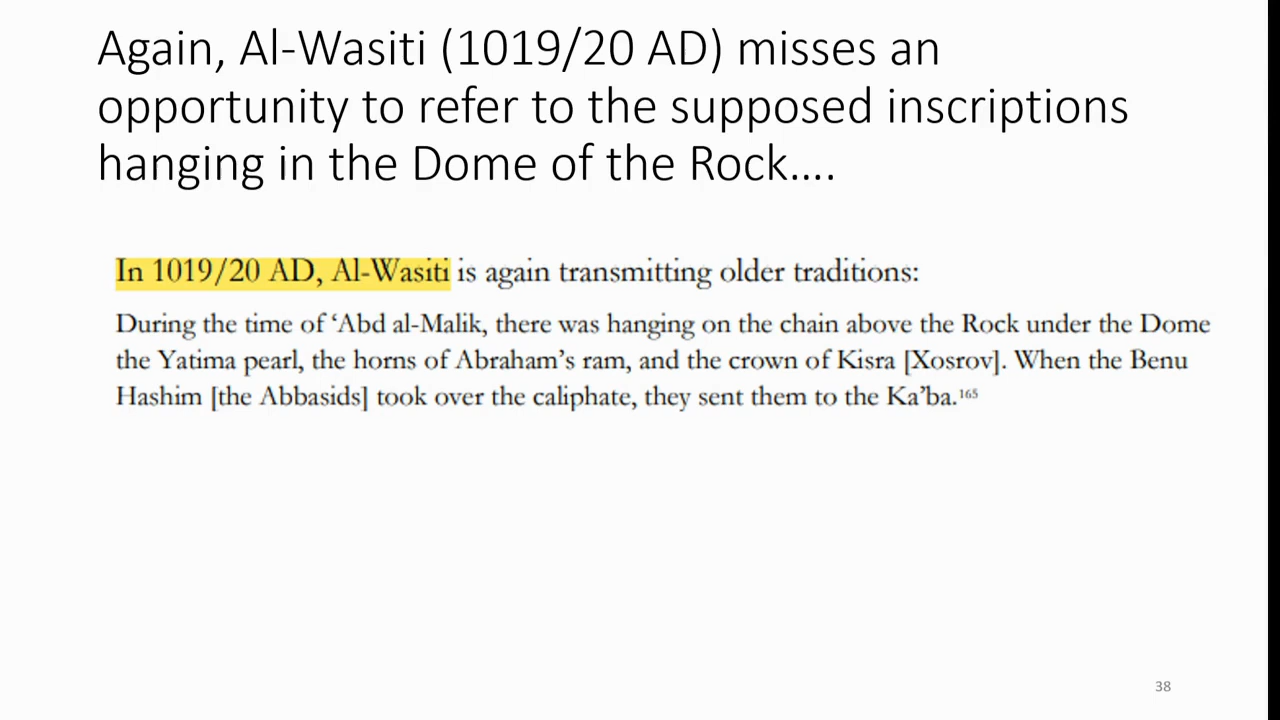 Again, Al-Wasiti (1019/20 AD) misses an
opportunity to refer to the supposed inscriptions
hanging in the Dome of the Rock….
In 1019/20 AD, Al-Wasiti is again transmitting older traditions:
During the time of ‘Abd al-Malik, there was hanging on the chain above the Rock under the Dome
the Yatima pearl, the horns of Abraham’s ram, and the crown of Kisra [Xosrov]. When the Benu
Hashim [the Abbasids] took over the caliphate, they sent them to the Ka’ba.¹⁶⁵
38